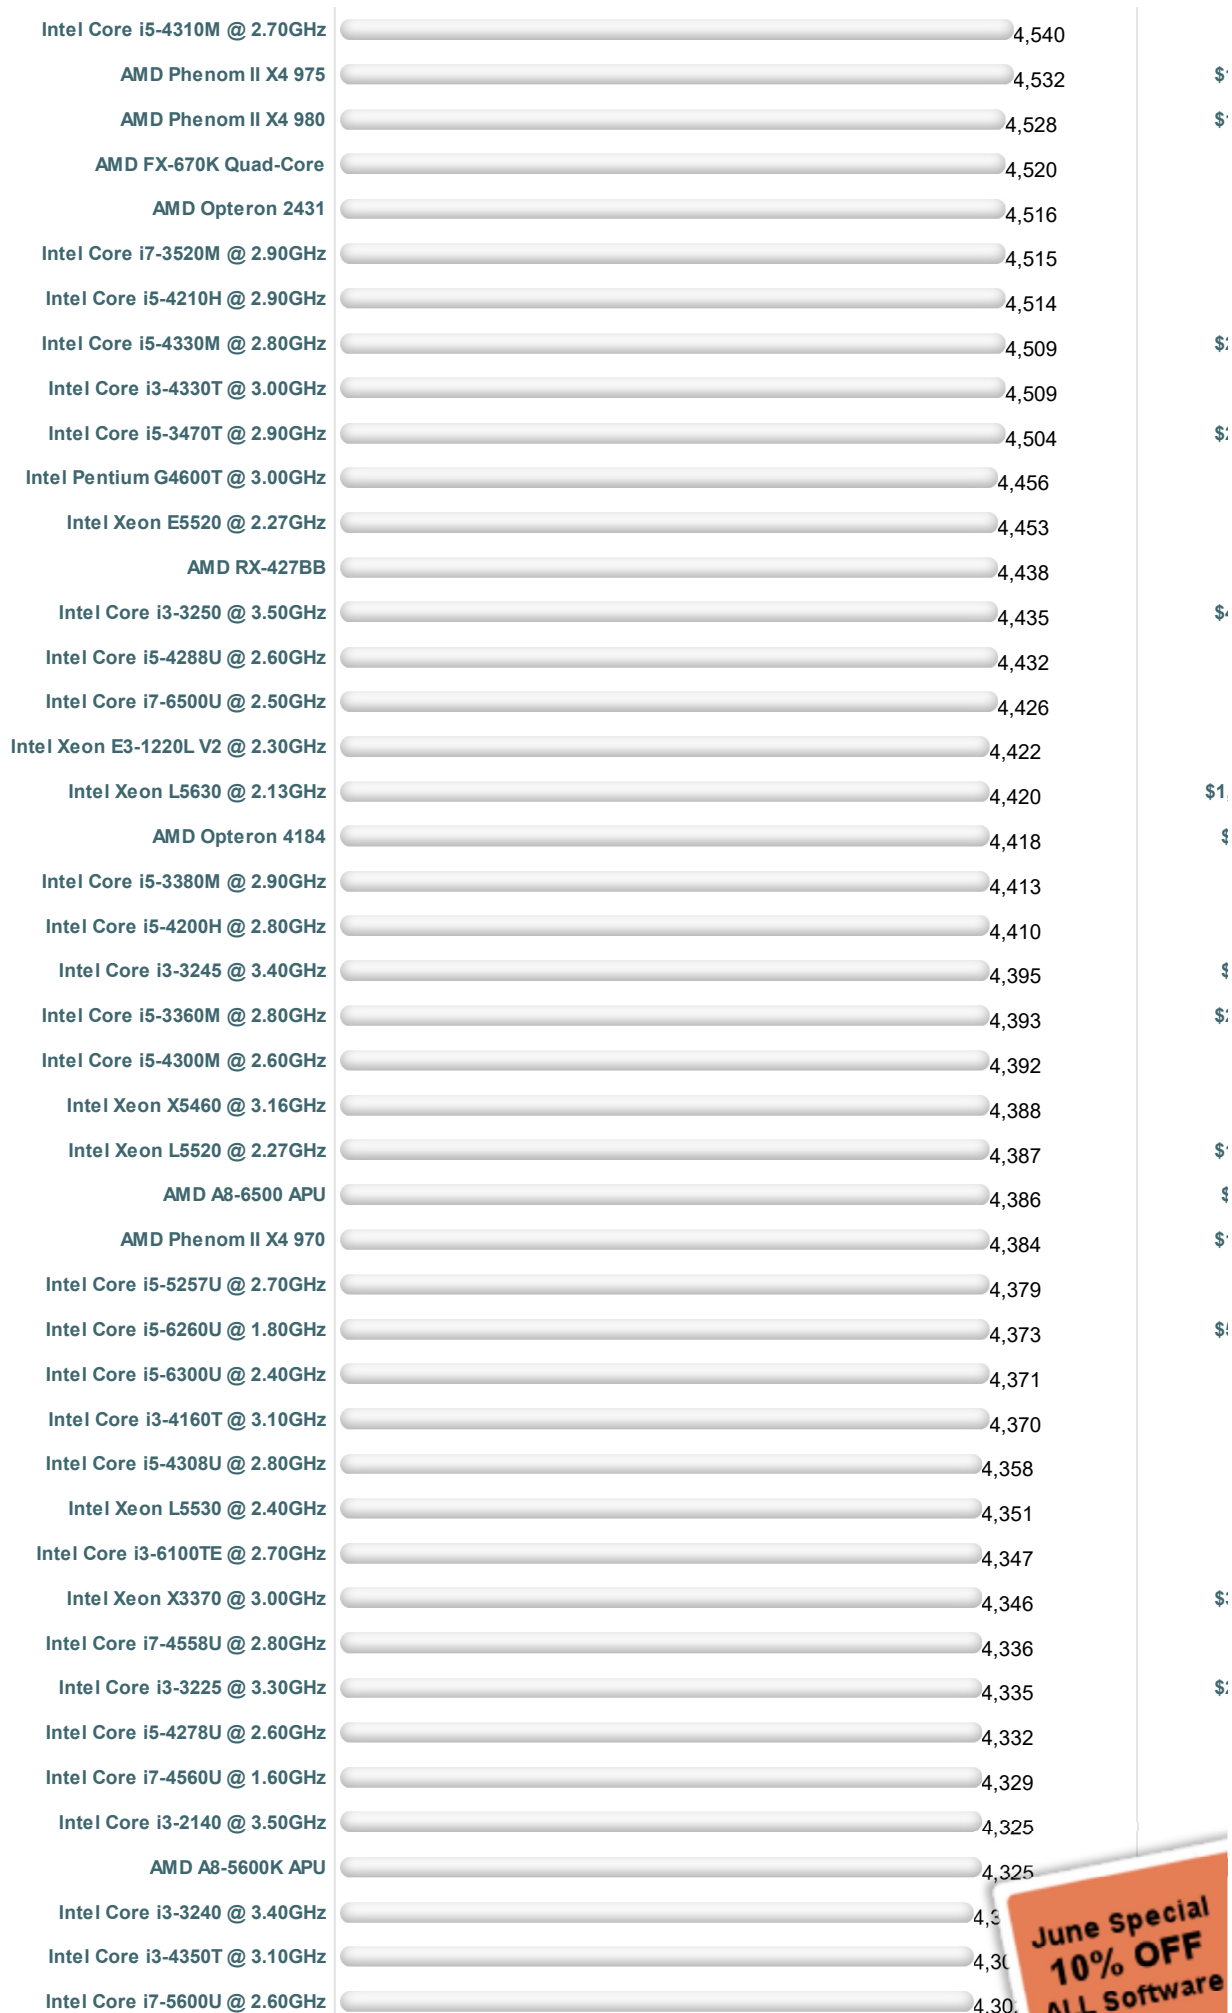 Intel Core i5-4310M @ 2.70GHz 4,540
AMD Phenom II X4 975 4,532
AMD Phenom II X4 980 4,528
AMD FX-670K Quad-Core 4,520
AMD Opteron 2431 4,516
Intel Core i7-3520M @ 2.90GHz 4,515
Intel Core i5-4210H @ 2.90GHz 4,514
Intel Core i5-4330M @ 2.80GHz 4,509
Intel Core i3-4330T @ 3.00GHz 4,509
Intel Core i5-3470T @ 2.90GHz 4,504
Intel Pentium G4600T @ 3.00GHz 4,456
Intel Xeon E5520 @ 2.27GHz 4,453
AMD RX-427BB 4,438
Intel Core i3-3250 @ 3.50GHz 4,435
Intel Core i5-4288U @ 2.60GHz 4,432
Intel Core i7-6500U @ 2.50GHz 4,426
Intel Xeon E3-1220L V2 @ 2.30GHz 4,422
Intel Xeon L5630 @ 2.13GHz 4,420
AMD Opteron 4184 4,418
Intel Core i5-3380M @ 2.90GHz 4,413
Intel Core i5-4200H @ 2.80GHz 4,410
Intel Core i3-3245 @ 3.40GHz 4,395
Intel Core i5-3360M @ 2.80GHz 4,393
Intel Core i5-4300M @ 2.60GHz 4,392
Intel Xeon X5460 @ 3.16GHz 4,388
Intel Xeon L5520 @ 2.27GHz 4,387
AMD A8-6500 APU 4,386
AMD Phenom II X4 970 4,384
Intel Core i5-5257U @ 2.70GHz 4,379
Intel Core i5-6260U @ 1.80GHz 4,373
Intel Core i5-6300U @ 2.40GHz 4,371
Intel Core i3-4160T @ 3.10GHz 4,370
Intel Core i5-4308U @ 2.80GHz 4,358
Intel Xeon L5530 @ 2.40GHz 4,351
Intel Core i3-6100TE @ 2.70GHz 4,347
Intel Xeon X3370 @ 3.00GHz 4,346
Intel Core i7-4558U @ 2.80GHz 4,336
Intel Core i3-3225 @ 3.30GHz 4,335
Intel Core i5-4278U @ 2.60GHz 4,332
Intel Core i7-4560U @ 1.60GHz 4,329
Intel Core i3-2140 @ 3.50GHz 4,325
AMD A8-5600K APU 4,325
Intel Core i3-3240 @ 3.40GHz
Intel Core i3-4350T @ 3.10GHz
Intel Core i7-5600U @ 2.60GHz
June Special
10% OFF
ALL Software